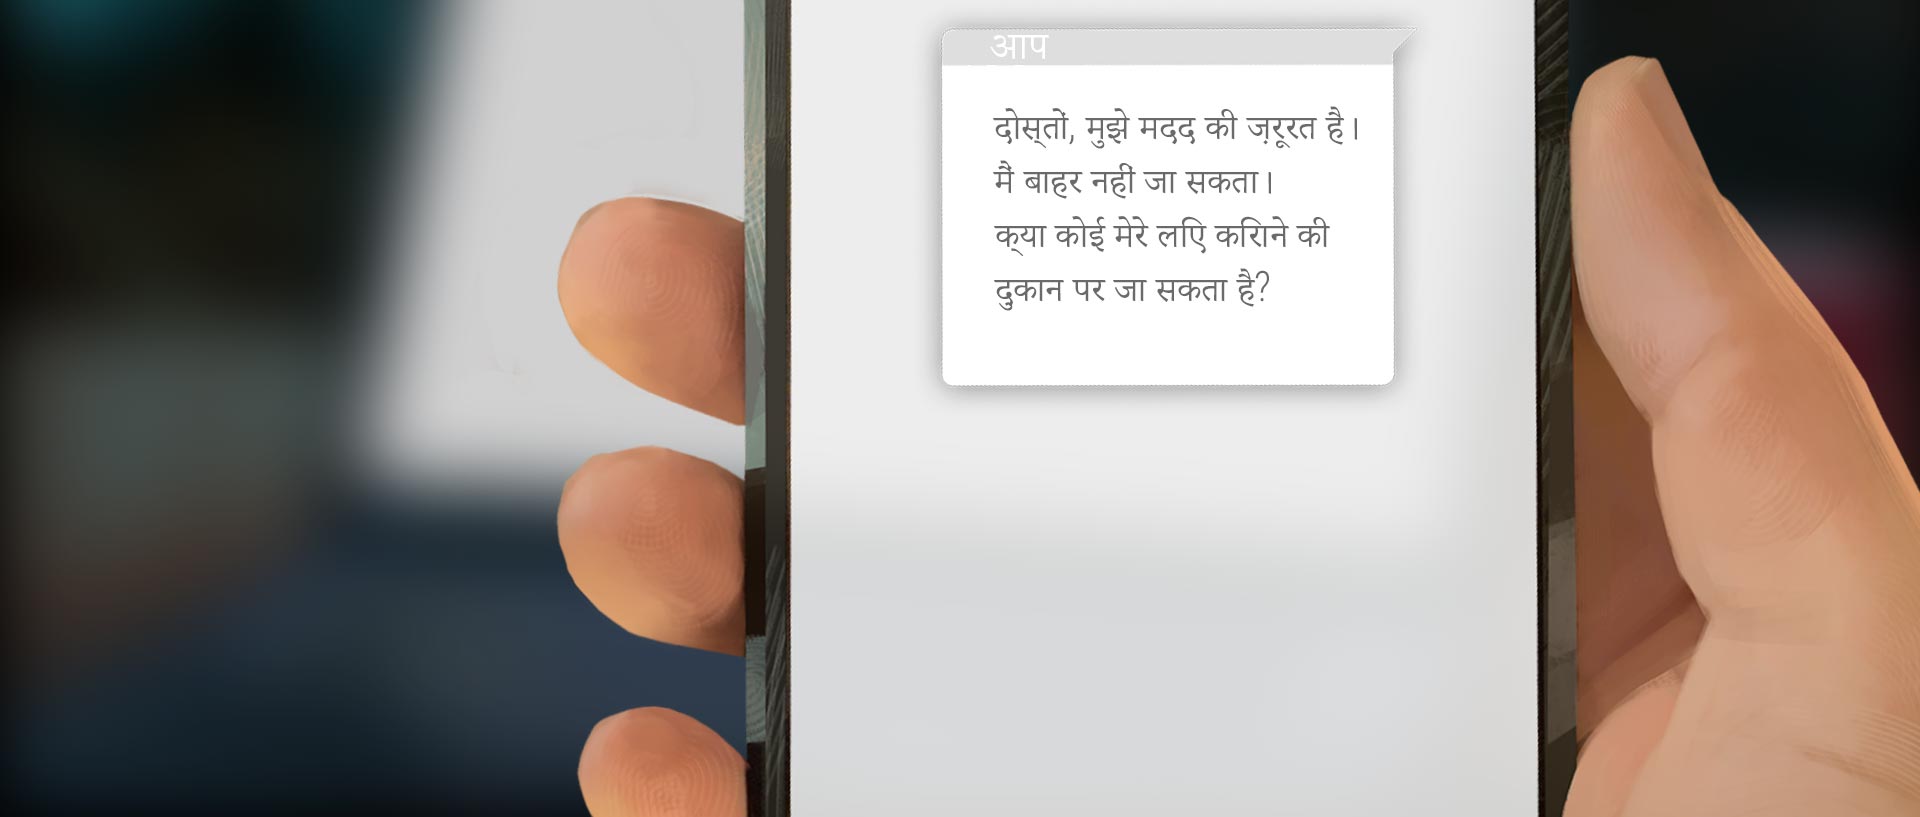 आप
दोस्तों, मुझे मदद की ज़रूरत है।
मैं बाहर नहीं जा सकता।
क्या कोई मेरे लिए किराने की
दुकान पर जा सकता है?